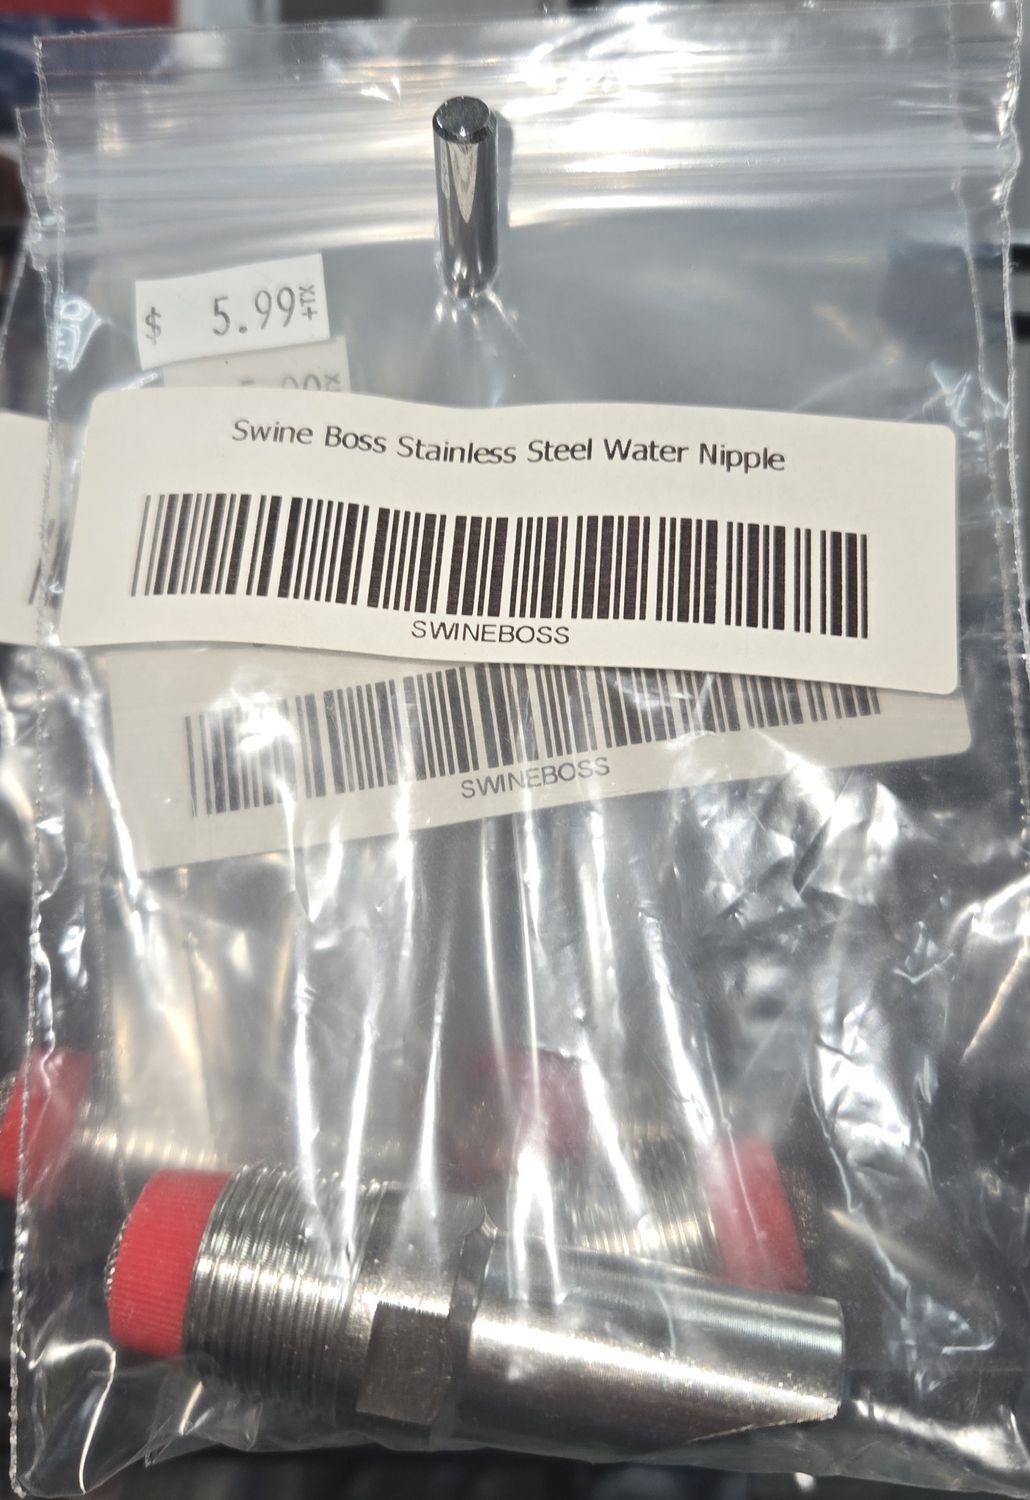 $ 5.99 +TX
Swine Boss Stainless Steel Water Nipple
SWINEBOSS
SWINEBOSS